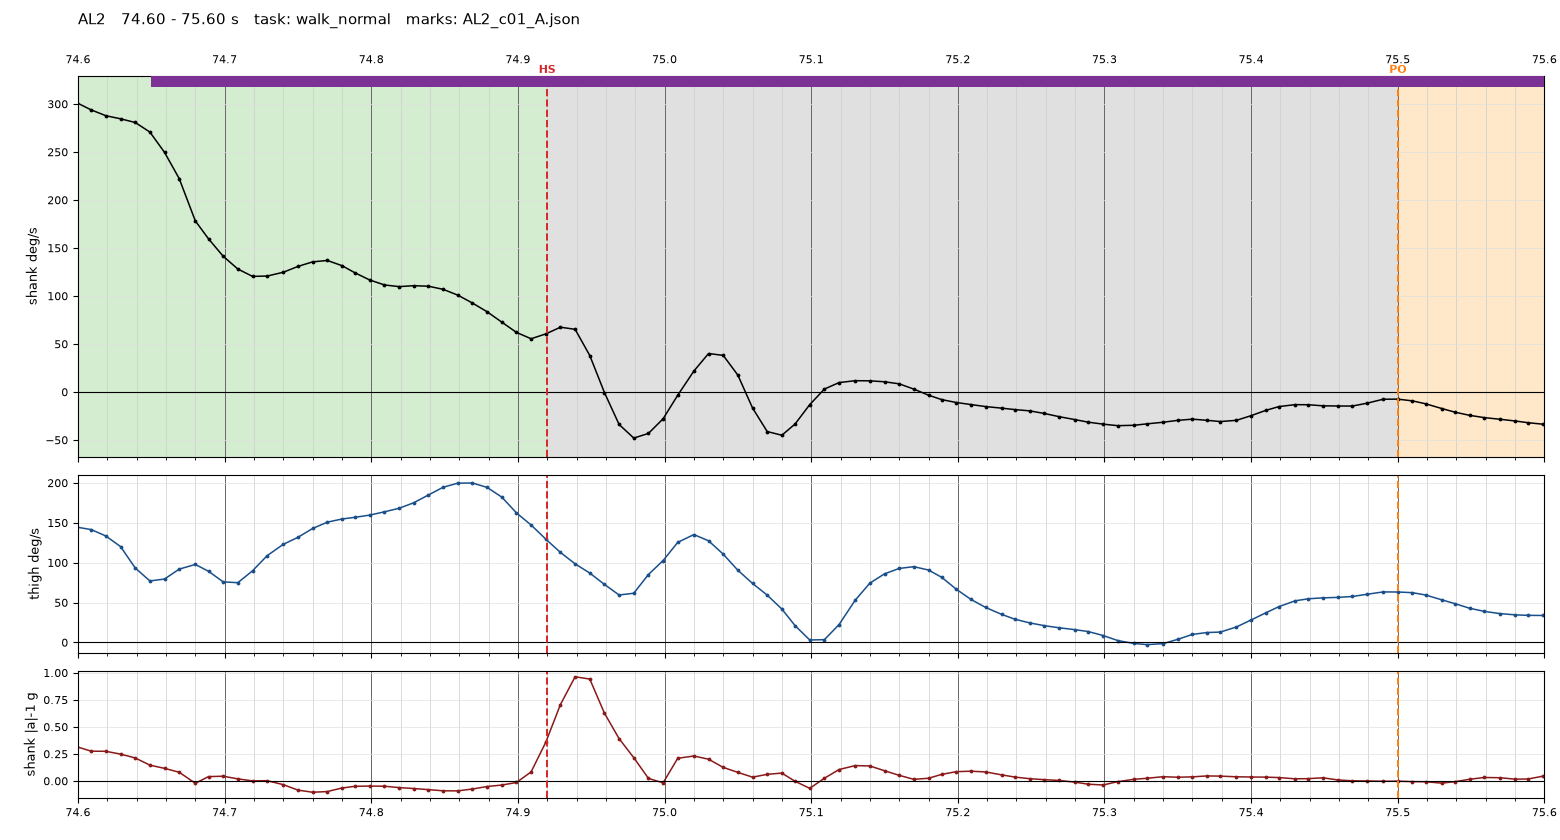 AL2   74.60 - 75.60 s   task: walk_normal   marks: AL2_c01_A.json
74.6 74.7 74.8 74.9 75.0 75.1 75.2 75.3 75.4 75.5 75.6
HS PO
shank deg/s
300
250
200
150
100
50
0
−50
thigh deg/s
200
150
100
50
0
shank |a|-1 g
1.00
0.75
0.50
0.25
0.00
74.6 74.7 74.8 74.9 75.0 75.1 75.2 75.3 75.4 75.5 75.6